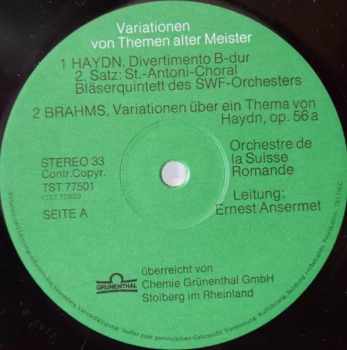 Variationen
von Themen alter Meister
1 HAYDN, Divertimento B-dur
2. Satz: St.-Antoni-Choral
Bläserquintett des SWF-Orchesters
2 BRAHMS, Variationen über ein Thema von
Haydn, op. 56 a
STEREO 33
Contr.Copyr.
TST 77501
SEITE A
Orchestre de
la Suisse
Romande
Leitung:
Ernest Ansermet
GRÜNENTHAL
überreicht von
Chemie Grünenthal GmbH
Stolberg im Rheinland